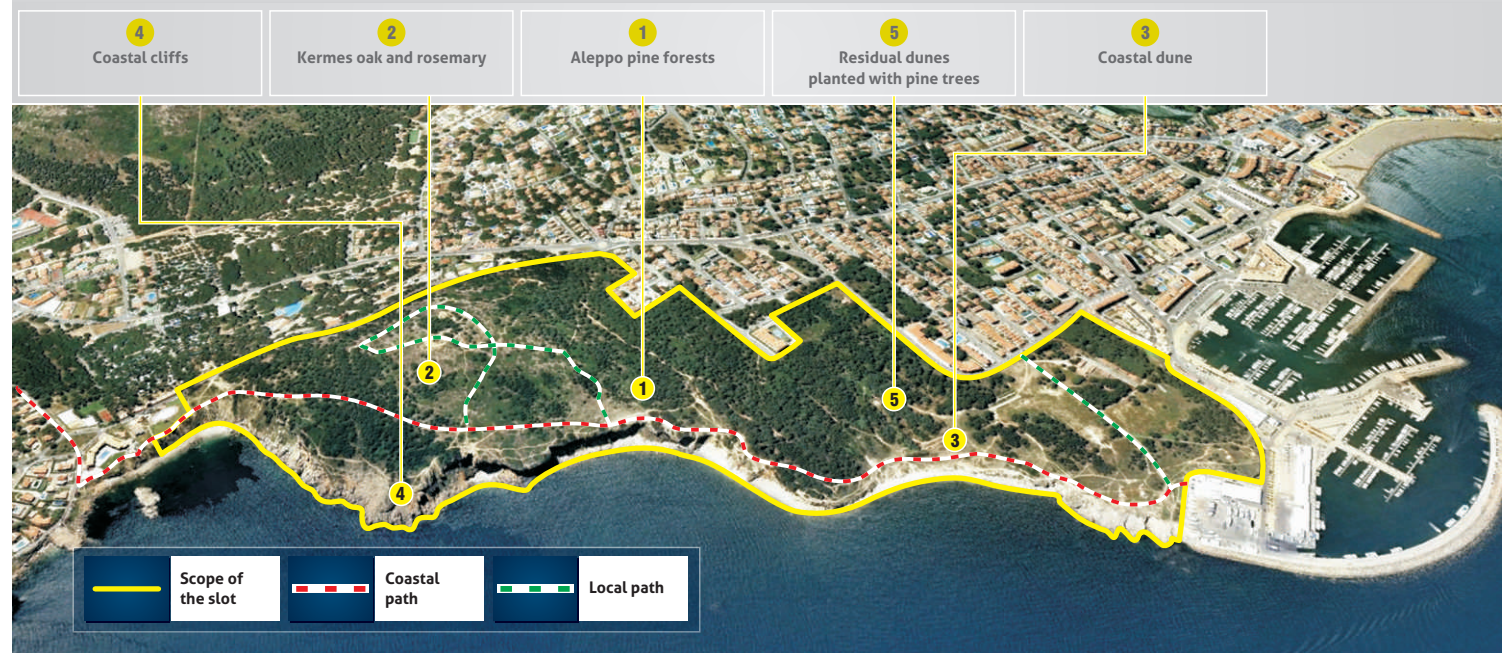 4
Coastal cliffs
2
Kermes oak and rosemary
1
Aleppo pine forests
5
Residual dunes
planted with pine trees
3
Coastal dune
2
1
5
3
4
Scope of
the slot
Coastal
path
Local path